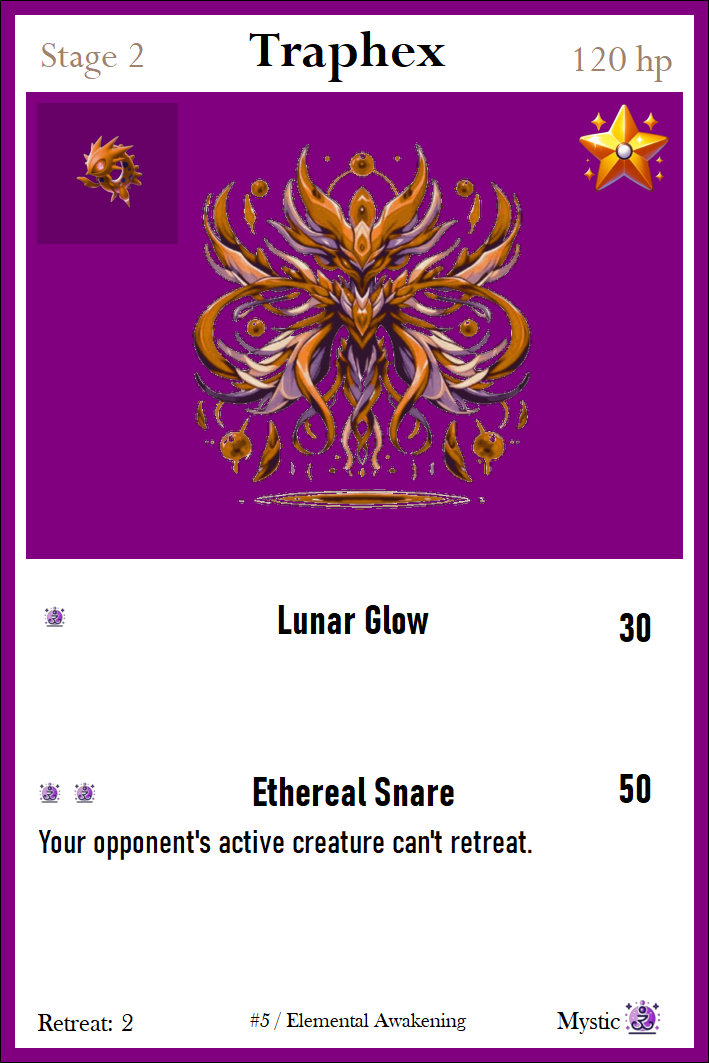 Stage 2
Traphex
120 hp
Lunar Glow
30
Ethereal Snare
50
Your opponent's active creature can't retreat.
Retreat: 2
#5 / Elemental Awakening
Mystic